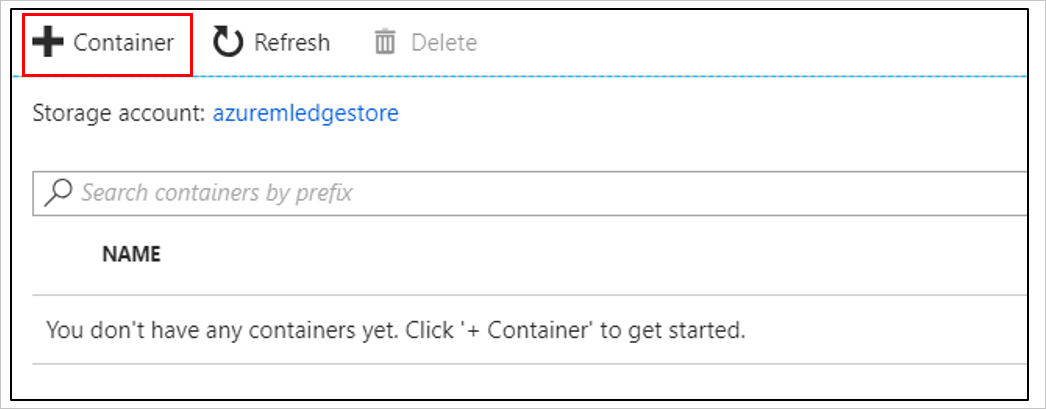 + Container Refresh Delete
Storage account: azuremledgestore
Search containers by prefix
NAME
You don't have any containers yet. Click '+ Container' to get started.